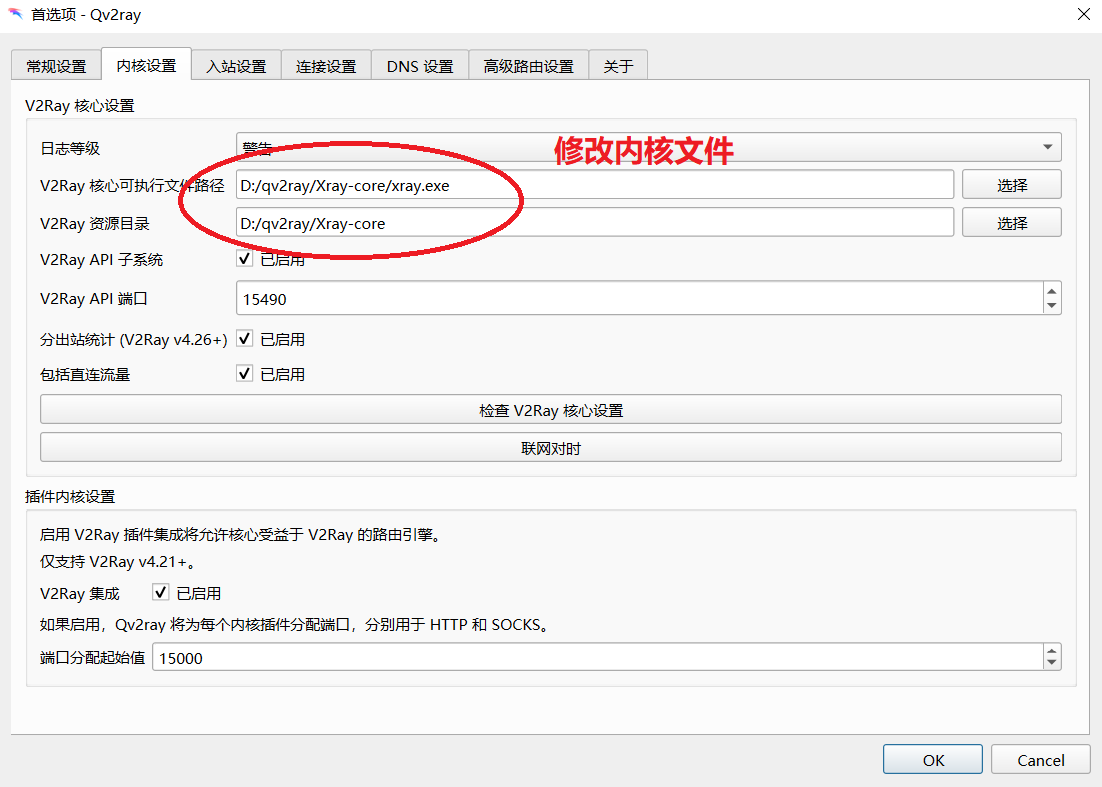 首选项 - Qv2ray
常规设置 内核设置 入站设置 连接设置 DNS 设置 高级路由设置 关于
V2Ray 核心设置
日志等级 警告
修改内核文件
V2Ray 核心可执行文件路径 D:/qv2ray/Xray-core/xray.exe 选择
V2Ray 资源目录 D:/qv2ray/Xray-core 选择
V2Ray API 子系统 已启用
V2Ray API 端口 15490
分出站统计 (V2Ray v4.26+) 已启用
包括直连流量 已启用
检查 V2Ray 核心设置
联网对时
插件内核设置
启用 V2Ray 插件集成将允许核心受益于 V2Ray 的路由引擎。
仅支持 V2Ray v4.21+。
V2Ray 集成 已启用
如果启用，Qv2ray 将为每个内核插件分配端口，分别用于 HTTP 和 SOCKS。
端口分配起始值 15000
OK Cancel